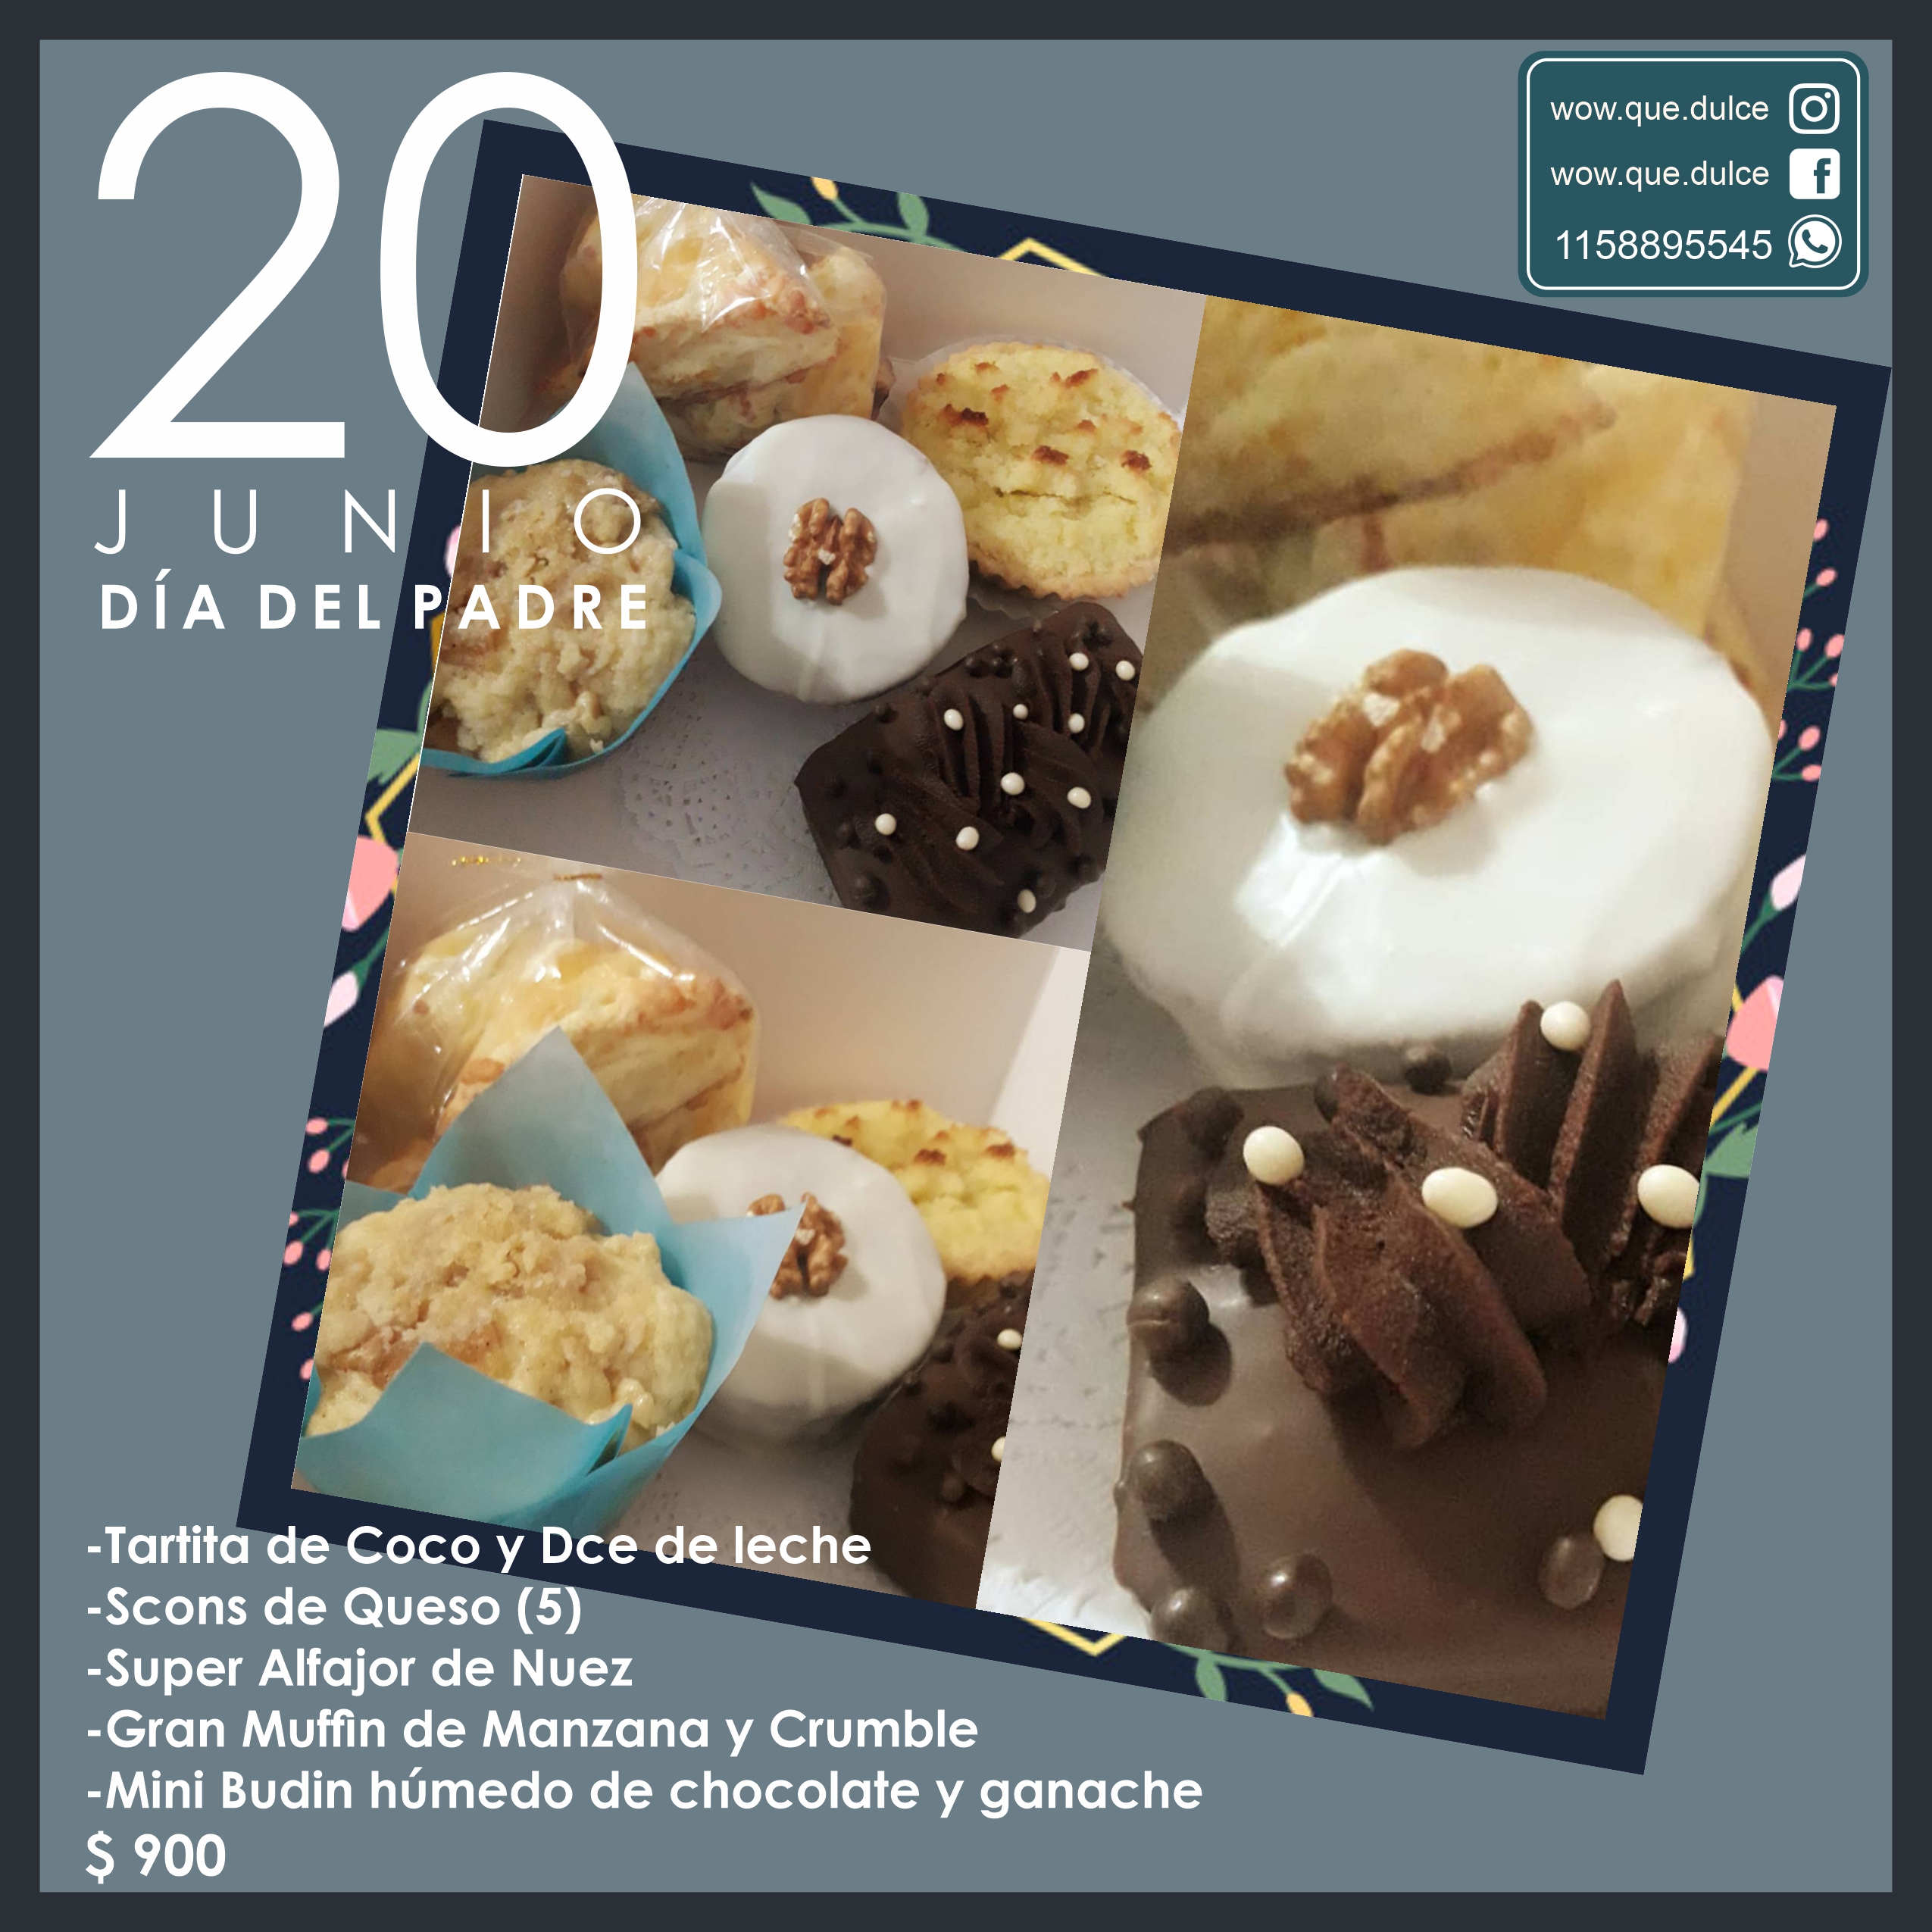 20
JUNIO
DÍA DEL PADRE
wow.que.dulce
wow.que.dulce
1158895545
-Tartita de Coco y Dce de leche
-Scons de Queso (5)
-Super Alfajor de Nuez
-Gran Muffin de Manzana y Crumble
-Mini Budin húmedo de chocolate y ganache
$ 900